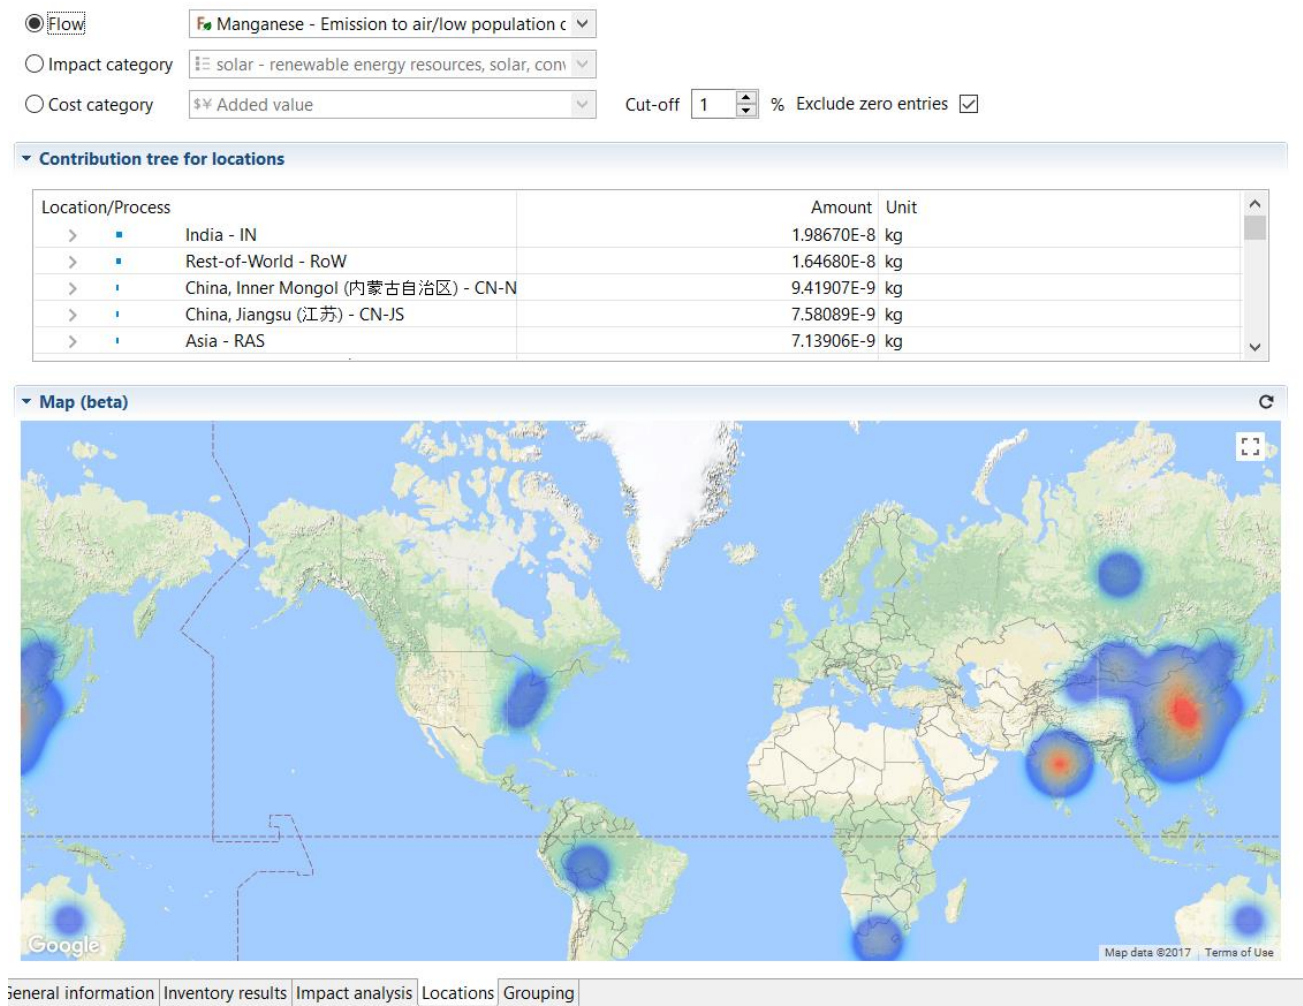 Flow
Manganese - Emission to air/low population c
Impact category
solar - renewable energy resources, solar, conv
Cost category
$¥ Added value
Cut-off 1 % Exclude zero entries
Contribution tree for locations
Location/Process Amount Unit
India - IN 1.98670E-8 kg
Rest-of-World - RoW 1.64680E-8 kg
China, Inner Mongol (内蒙古自治区) - CN-N 9.41907E-9 kg
China, Jiangsu (江苏) - CN-JS 7.58089E-9 kg
Asia - RAS 7.13906E-9 kg
Map (beta)
Google
Map data ©2017 Terms of Use
General information Inventory results Impact analysis Locations Grouping